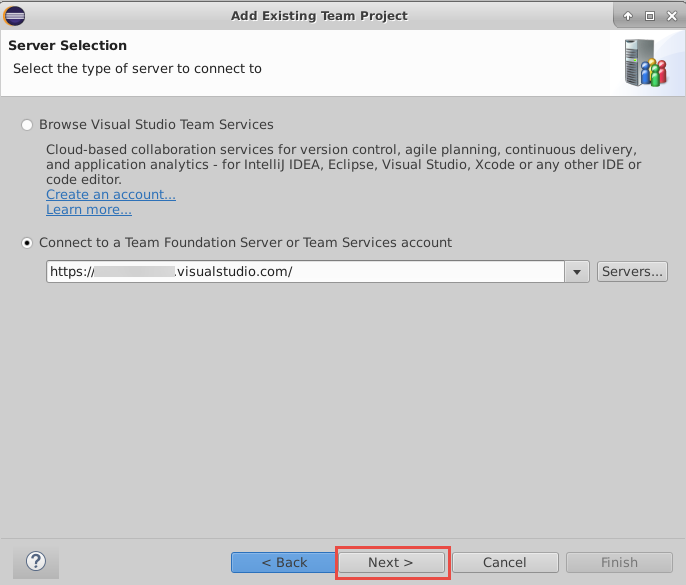 Add Existing Team Project
Server Selection
Select the type of server to connect to
Browse Visual Studio Team Services
Cloud-based collaboration services for version control, agile planning, continuous delivery,
and application analytics - for IntelliJ IDEA, Eclipse, Visual Studio, Xcode or any other IDE or
code editor.
Create an account...
Learn more...
Connect to a Team Foundation Server or Team Services account
https:// .visualstudio.com/
Servers...
?
< Back
Next >
Cancel
Finish